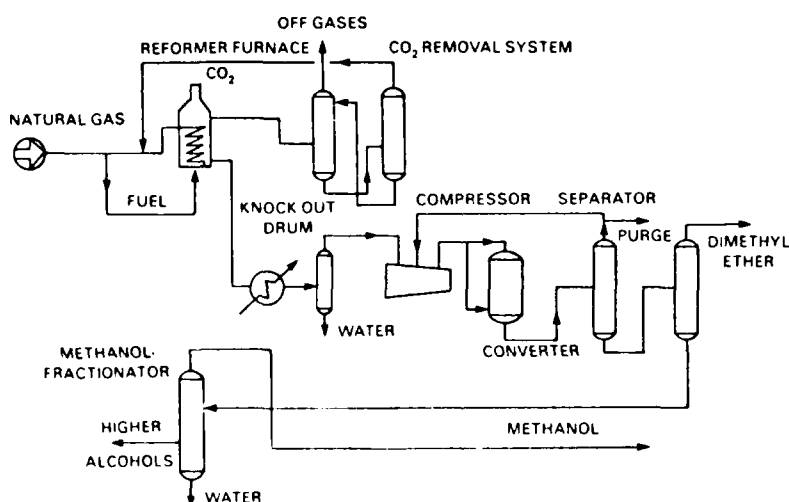 OFF GASES
REFORMER FURNACE
CO₂ REMOVAL SYSTEM
CO₂
NATURAL GAS
FUEL
KNOCK OUT
DRUM
COMPRESSOR
SEPARATOR
PURGE
DIMETHYL
ETHER
WATER
CONVERTER
METHANOL-
FRACTIONATOR
HIGHER
ALCOHOLS
METHANOL
WATER